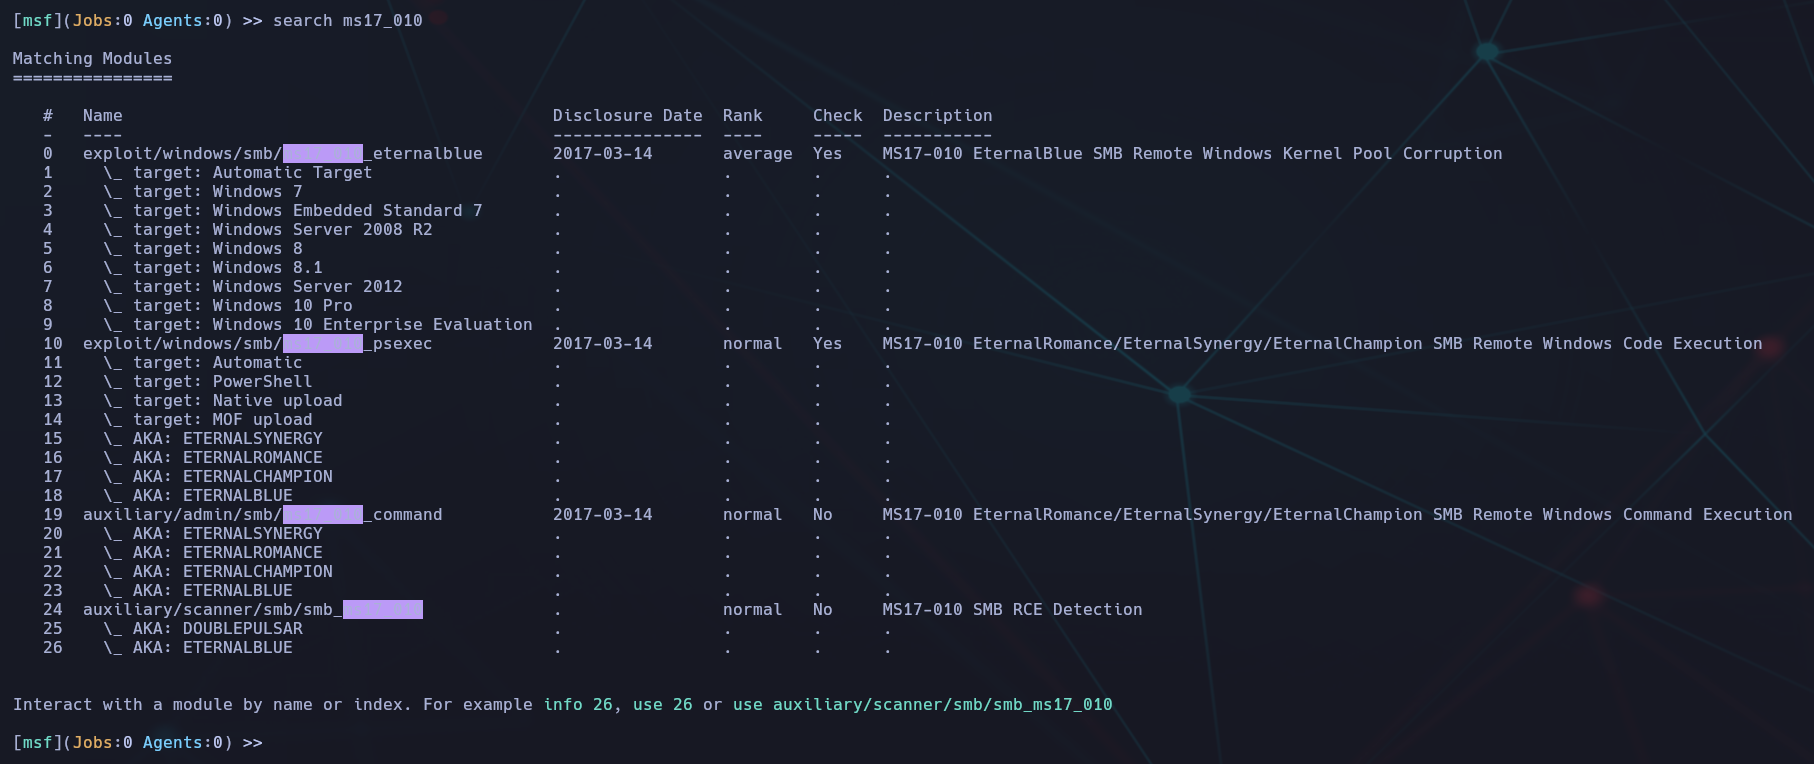 [msf](Jobs:0 Agents:0) >> search ms17_010
Matching Modules
================
#   Name   Disclosure Date   Rank   Check   Description
-   ----   ---------------   ----   -----   -----------
0   exploit/windows/smb/ms17_010_eternalblue   2017-03-14   average   Yes   MS17-010 EternalBlue SMB Remote Windows Kernel Pool Corruption
1   \_ target: Automatic Target   .   .   .   .
2   \_ target: Windows 7   .   .   .   .
3   \_ target: Windows Embedded Standard 7   .   .   .   .
4   \_ target: Windows Server 2008 R2   .   .   .   .
5   \_ target: Windows 8   .   .   .   .
6   \_ target: Windows 8.1   .   .   .   .
7   \_ target: Windows Server 2012   .   .   .   .
8   \_ target: Windows 10 Pro   .   .   .   .
9   \_ target: Windows 10 Enterprise Evaluation   .   .   .   .
10   exploit/windows/smb/ms17_010_psexec   2017-03-14   normal   Yes   MS17-010 EternalRomance/EternalSynergy/EternalChampion SMB Remote Windows Code Execution
11   \_ target: Automatic   .   .   .   .
12   \_ target: PowerShell   .   .   .   .
13   \_ target: Native upload   .   .   .   .
14   \_ target: MOF upload   .   .   .   .
15   \_ AKA: ETERNALSYNERGY   .   .   .   .
16   \_ AKA: ETERNALROMANCE   .   .   .   .
17   \_ AKA: ETERNALCHAMPION   .   .   .   .
18   \_ AKA: ETERNALBLUE   .   .   .   .
19   auxiliary/admin/smb/ms17_010_command   2017-03-14   normal   No   MS17-010 EternalRomance/EternalSynergy/EternalChampion SMB Remote Windows Command Execution
20   \_ AKA: ETERNALSYNERGY   .   .   .   .
21   \_ AKA: ETERNALROMANCE   .   .   .   .
22   \_ AKA: ETERNALCHAMPION   .   .   .   .
23   \_ AKA: ETERNALBLUE   .   .   .   .
24   auxiliary/scanner/smb/smb_ms17_010   .   normal   No   MS17-010 SMB RCE Detection
25   \_ AKA: DOUBLEPULSAR   .   .   .   .
26   \_ AKA: ETERNALBLUE   .   .   .   .
Interact with a module by name or index. For example info 26, use 26 or use auxiliary/scanner/smb/smb_ms17_010
[msf](Jobs:0 Agents:0) >>